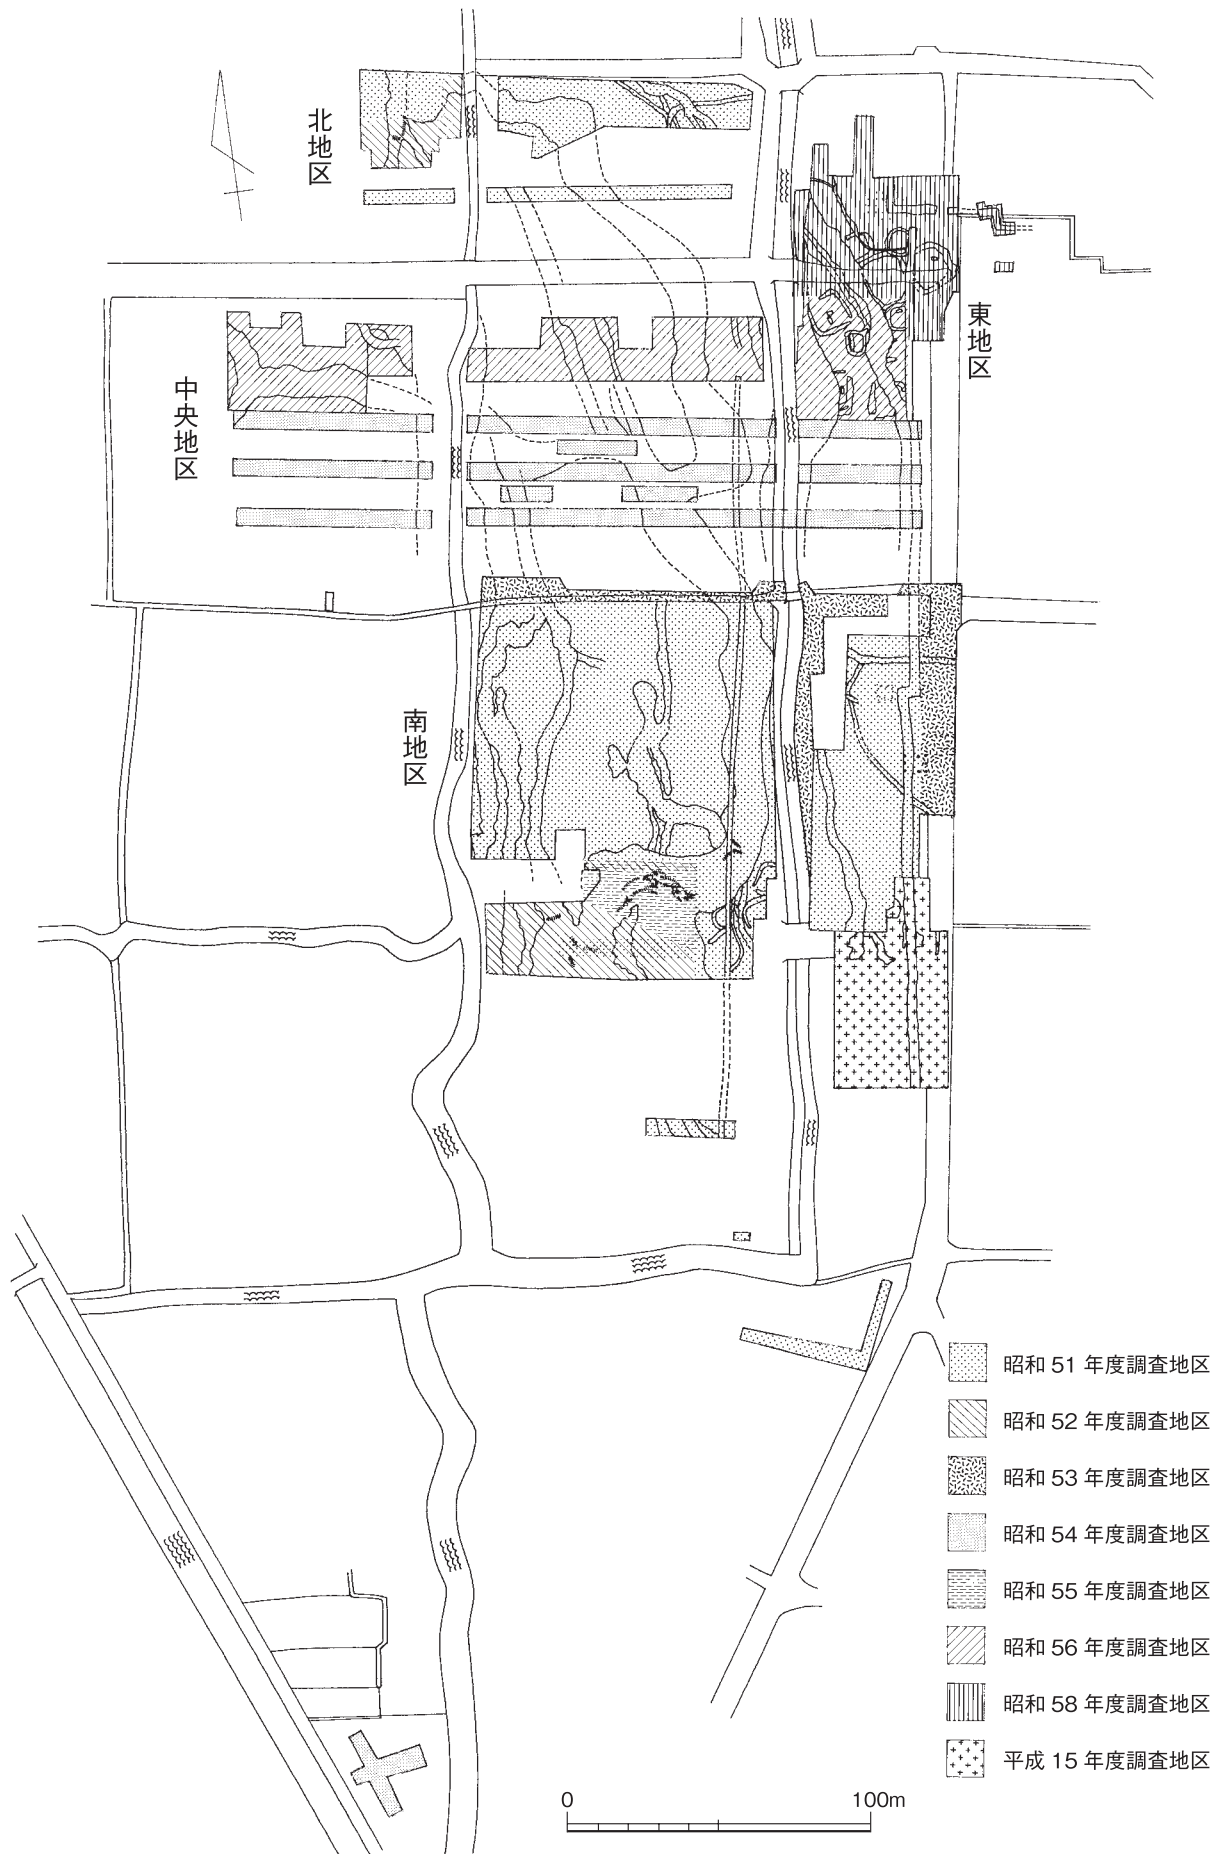 北地区
東地区
中央地区
南地区
昭和 51 年度調査地区
昭和 52 年度調査地区
昭和 53 年度調査地区
昭和 54 年度調査地区
昭和 55 年度調査地区
昭和 56 年度調査地区
昭和 58 年度調査地区
平成 15 年度調査地区
0 100m